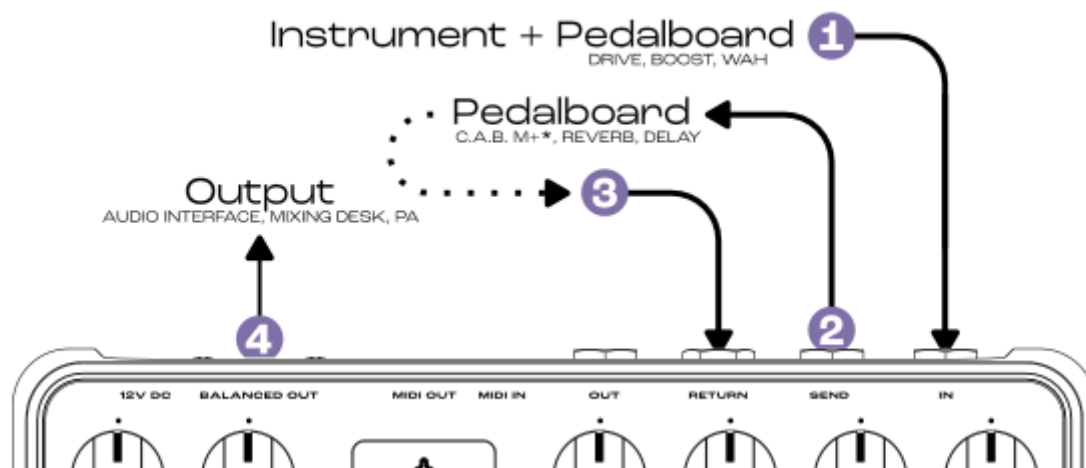 Instrument + Pedalboard 1
DRIVE, BOOST, WAH
Pedalboard
C.A.B. M+*, REVERB, DELAY
3
Output
AUDIO INTERFACE, MIXING DESK, PA
4
2
12V DC BALANCED OUT MIDI OUT MIDI IN OUT RETURN SEND IN